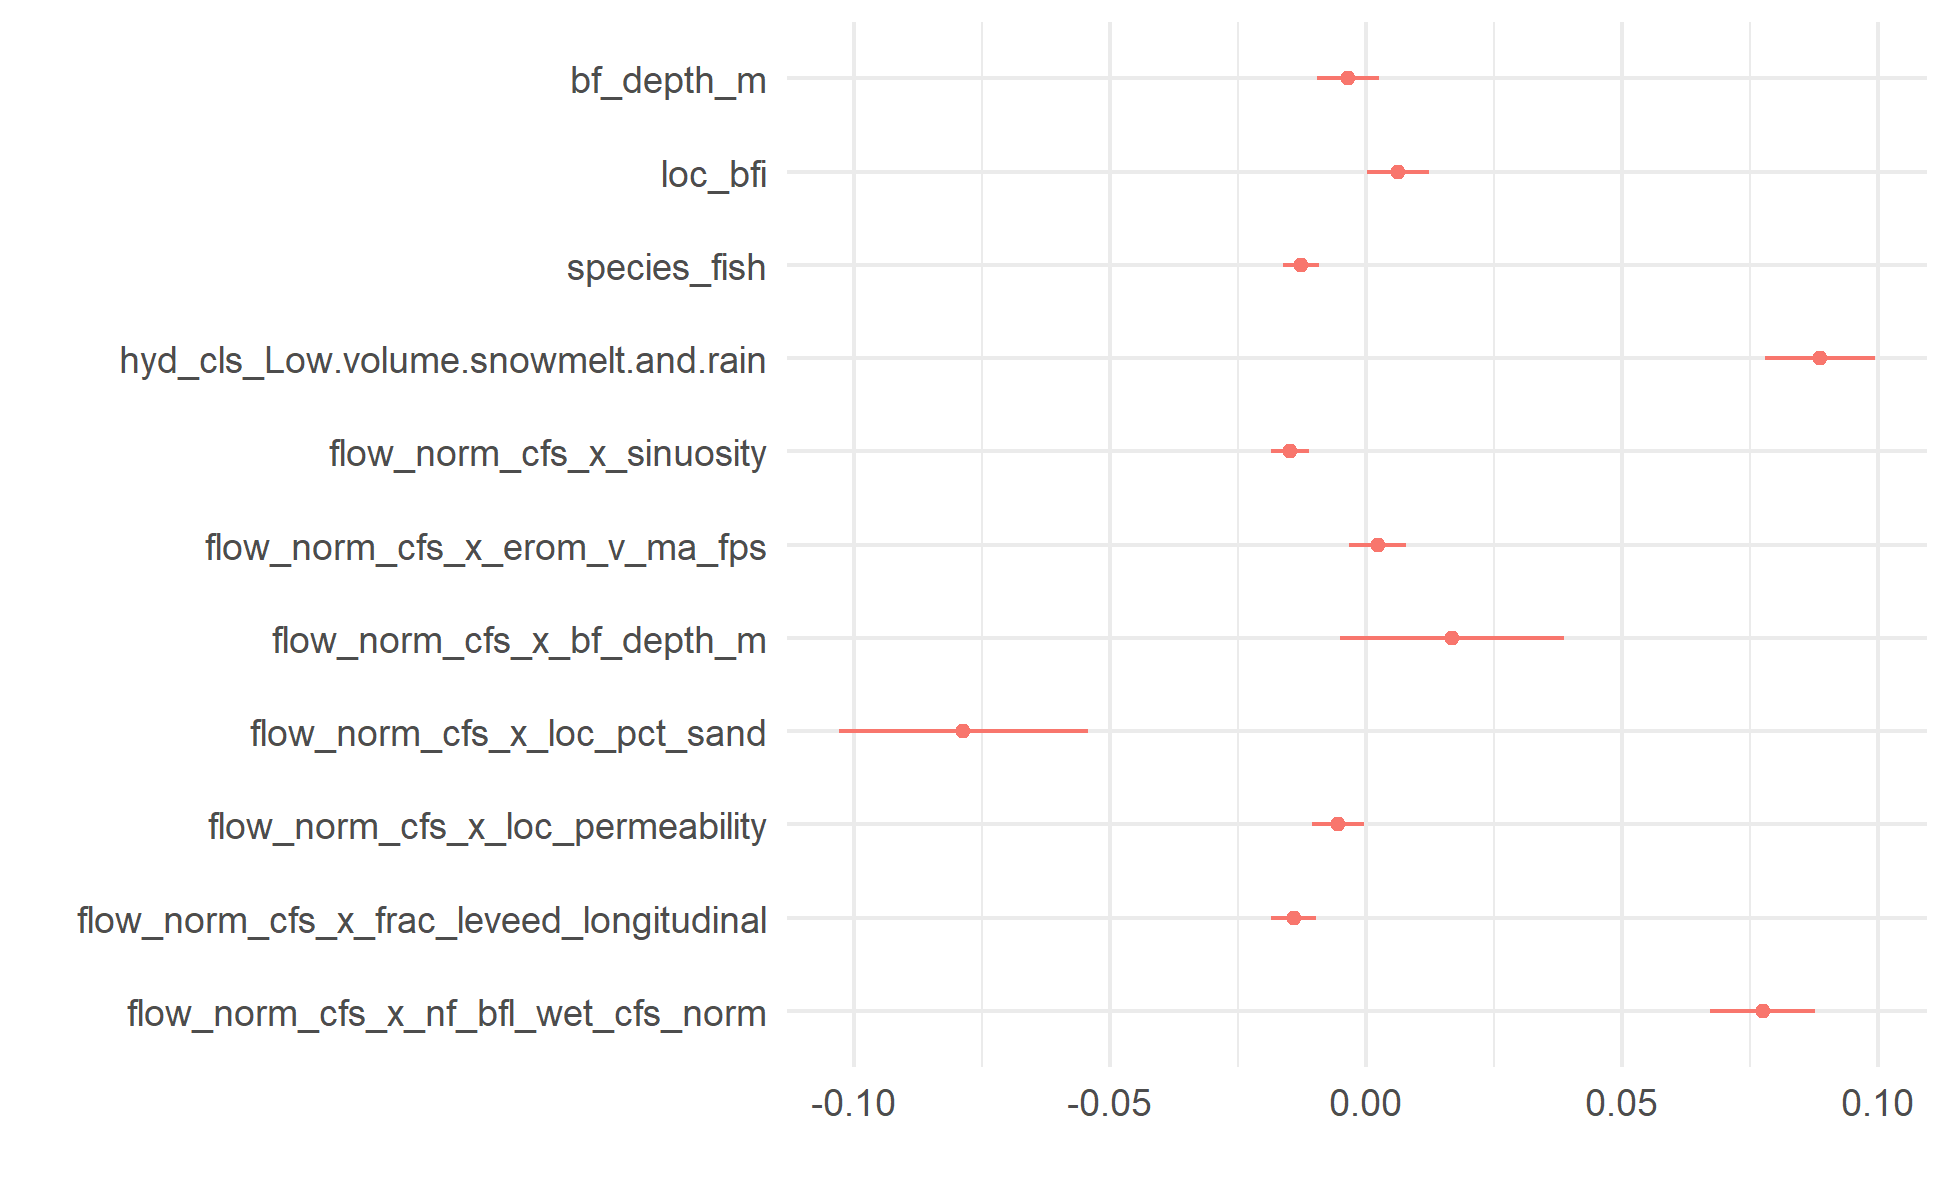 bf_depth_m
loc_bfi
species_fish
hyd_cls_Low.volume.snowmelt.and.rain
flow_norm_cfs_x_sinuosity
flow_norm_cfs_x_erom_v_ma_fps
flow_norm_cfs_x_bf_depth_m
flow_norm_cfs_x_loc_pct_sand
flow_norm_cfs_x_loc_permeability
flow_norm_cfs_x_frac_leveed_longitudinal
flow_norm_cfs_x_nf_bfl_wet_cfs_norm
-0.10 -0.05 0.00 0.05 0.10